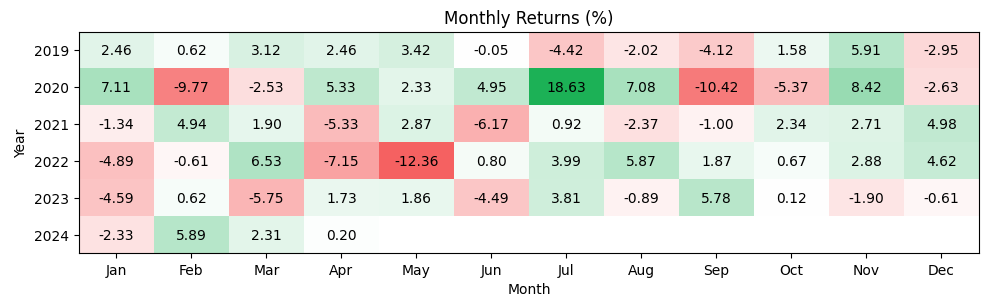 Monthly Returns (%)
2019 2.46 0.62 3.12 2.46 3.42 -0.05 -4.42 -2.02 -4.12 1.58 5.91 -2.95
2020 7.11 -9.77 -2.53 5.33 2.33 4.95 18.63 7.08 -10.42 -5.37 8.42 -2.63
2021 -1.34 4.94 1.90 -5.33 2.87 -6.17 0.92 -2.37 -1.00 2.34 2.71 4.98
2022 -4.89 -0.61 6.53 -7.15 -12.36 0.80 3.99 5.87 1.87 0.67 2.88 4.62
2023 -4.59 0.62 -5.75 1.73 1.86 -4.49 3.81 -0.89 5.78 0.12 -1.90 -0.61
2024 -2.33 5.89 2.31 0.20
Year
Jan Feb Mar Apr May Jun Jul Aug Sep Oct Nov Dec
Month